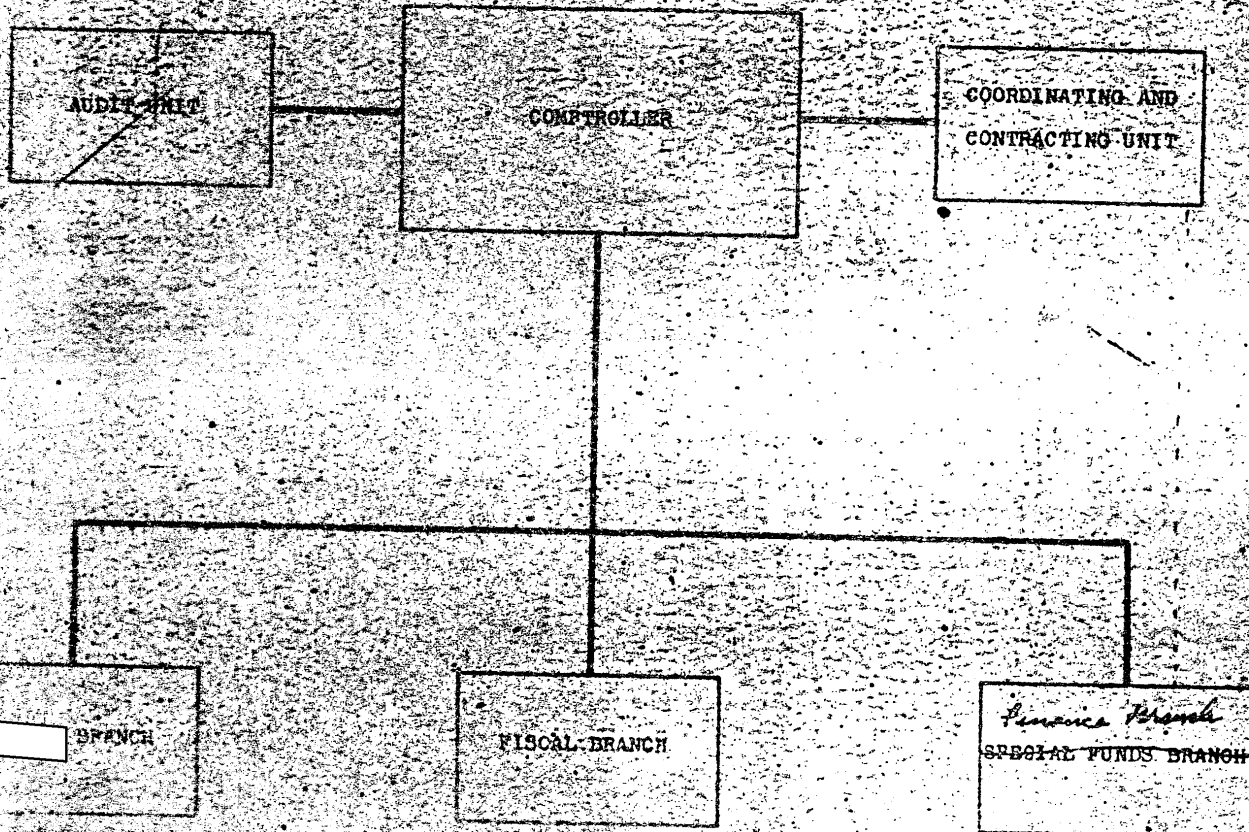 AUDIT UNIT
COMPTROLLER
COORDINATING AND
CONTRACTING UNIT
BRANCH
FISCAL BRANCH
Finance Branch
SPECIAL FUNDS BRANCH